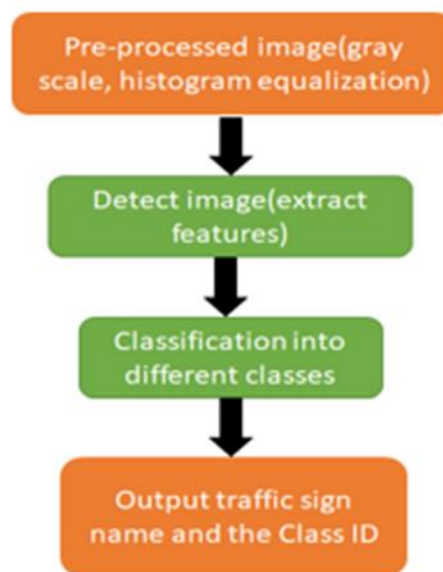 Pre-processed image(gray
scale, histogram equalization)
Detect image(extract
features)
Classification into
different classes
Output traffic sign
name and the Class ID